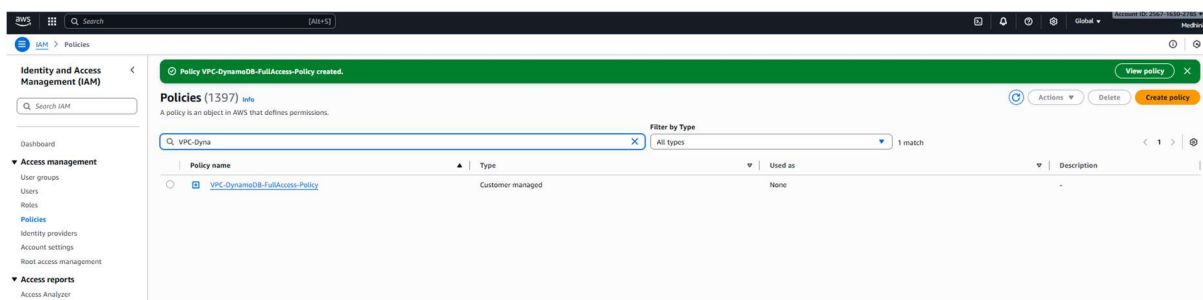 aws Search [Alt+S] Global
Account ID: 2567-1630-2785
Medhini
IAM > Policies
Identity and Access Management (IAM)
Search IAM
Dashboard
Access management
User groups
Users
Roles
Policies
Identity providers
Account settings
Root access management
Access reports
Access Analyzer
Policy VPC-DynamoDB-FullAccess-Policy created. View policy
Policies (1397) Info Actions Delete Create policy
A policy is an object in AWS that defines permissions.
Filter by Type
VPC-Dyna All types 1 match 1
Policy name Type Used as Description
VPC-DynamoDB-FullAccess-Policy Customer managed None -